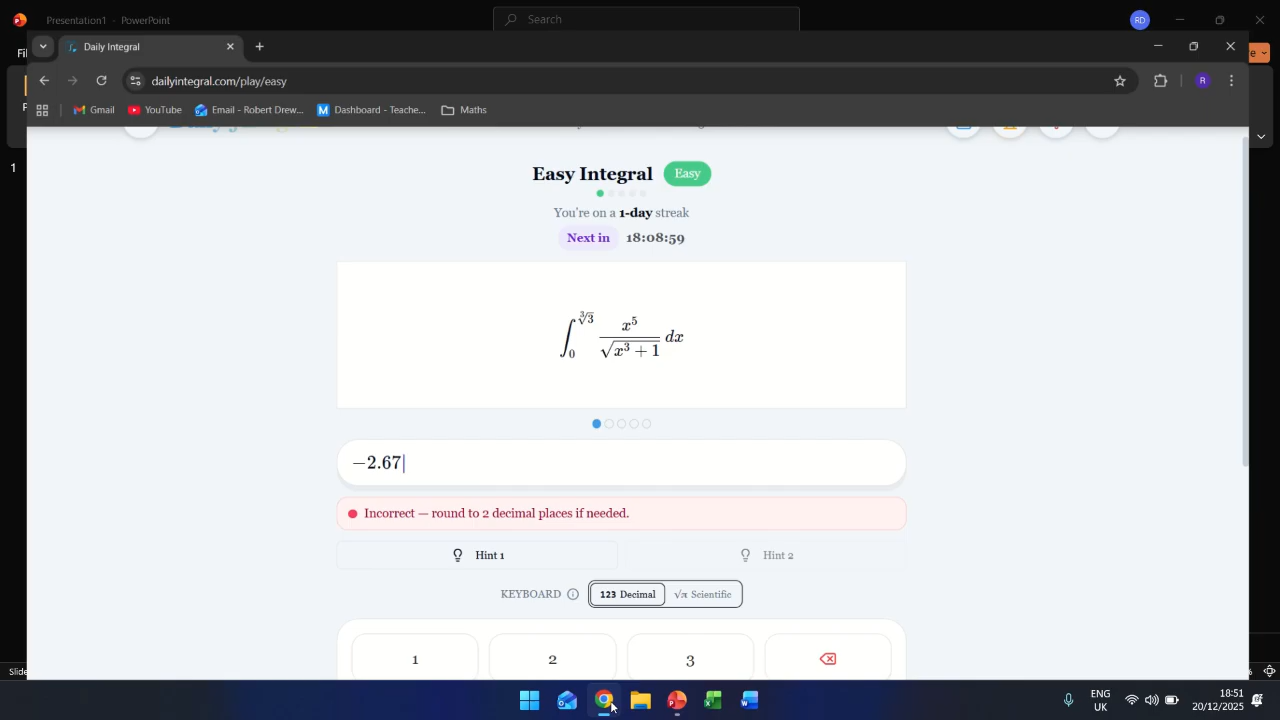 Presentation1 - PowerPoint
Search
RD
Daily Integral
dailyintegral.com/play/easy
R
Gmail
YouTube
Email - Robert Drew...
Dashboard - Teache...
Maths
1
Easy Integral
Easy
You're on a 1-day streak
Next in 18:08:59
∫₀^∛3 x⁵/√(x³ + 1) dx
−2.67
Incorrect — round to 2 decimal places if needed.
Hint 1
Hint 2
KEYBOARD
123 Decimal
√π Scientific
1
2
3
ENG
UK
18:51
20/12/2025